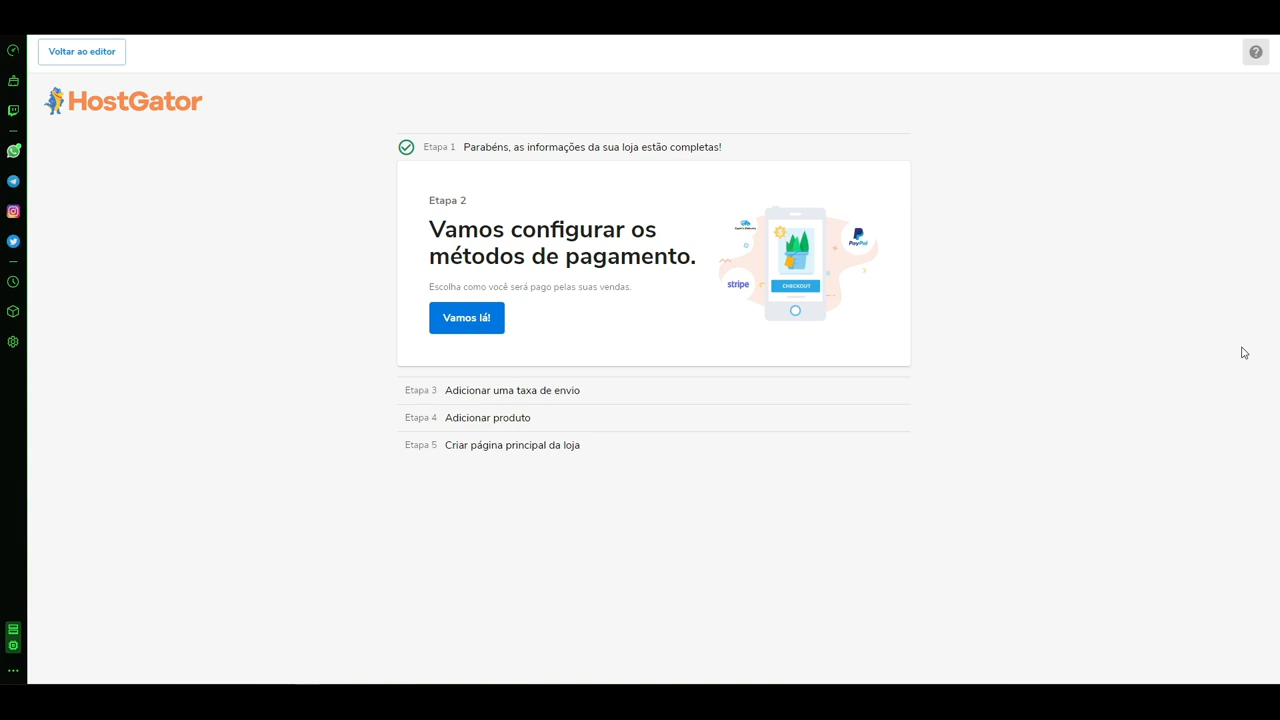 Voltar ao editor
HostGator
Etapa 1 Parabéns, as informações da sua loja estão completas!
Etapa 2
Vamos configurar os
métodos de pagamento.
Escolha como você será pago pelas suas vendas.
Vamos lá!
PayPal
stripe
CHECKOUT
Etapa 3 Adicionar uma taxa de envio
Etapa 4 Adicionar produto
Etapa 5 Criar página principal da loja